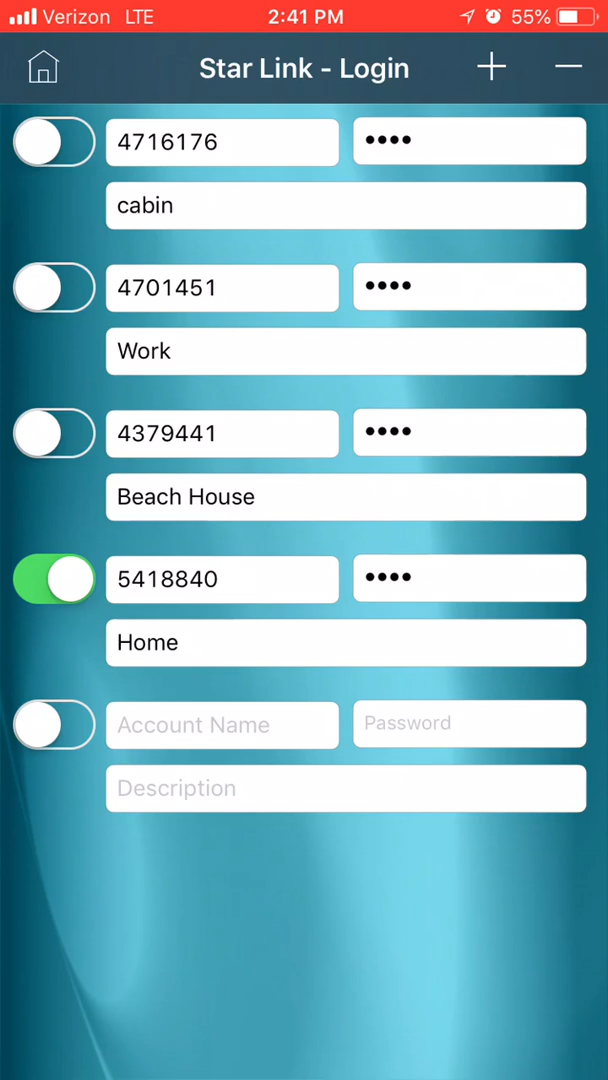 Verizon LTE 2:41 PM 55%
Star Link - Login
4716176 ••••
cabin
4701451 ••••
Work
4379441 ••••
Beach House
5418840 ••••
Home
Account Name Password
Description